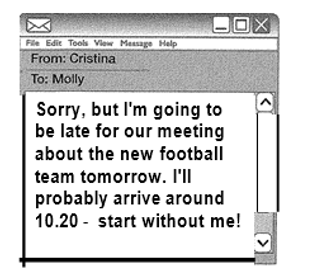 File Edit Tools View Message Help
From: Cristina
To: Molly
Sorry, but I'm going to
be late for our meeting
about the new football
team tomorrow. I'll
probably arrive around
10.20 - start without me!